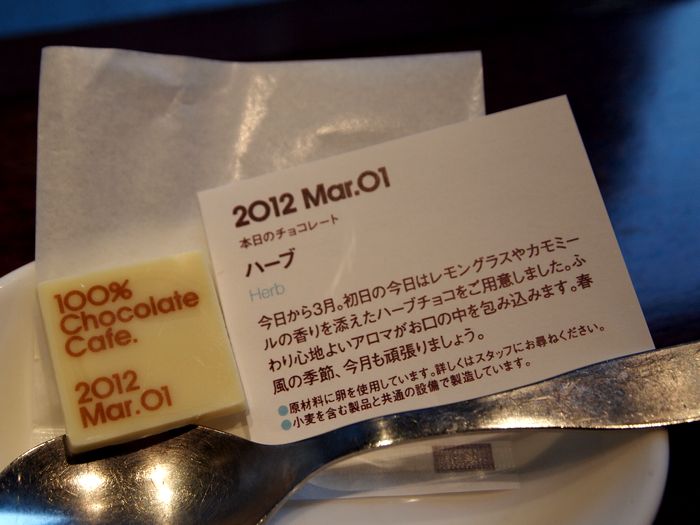 100%
Chocolate
Cafe.
2012
Mar.01
2012 Mar.01
本日のチョコレート
ハーブ
Herb
今日から3月。初日の今日はレモングラスやカモミー
ルの香りを添えたハーブチョコをご用意しました。ふ
わり心地よいアロマがお口の中を包み込みます。春
風の季節、今月も頑張りましょう。
●原材料に卵を使用しています。詳しくはスタッフにお尋ねください。
●小麦を含む製品と共通の設備で製造しています。